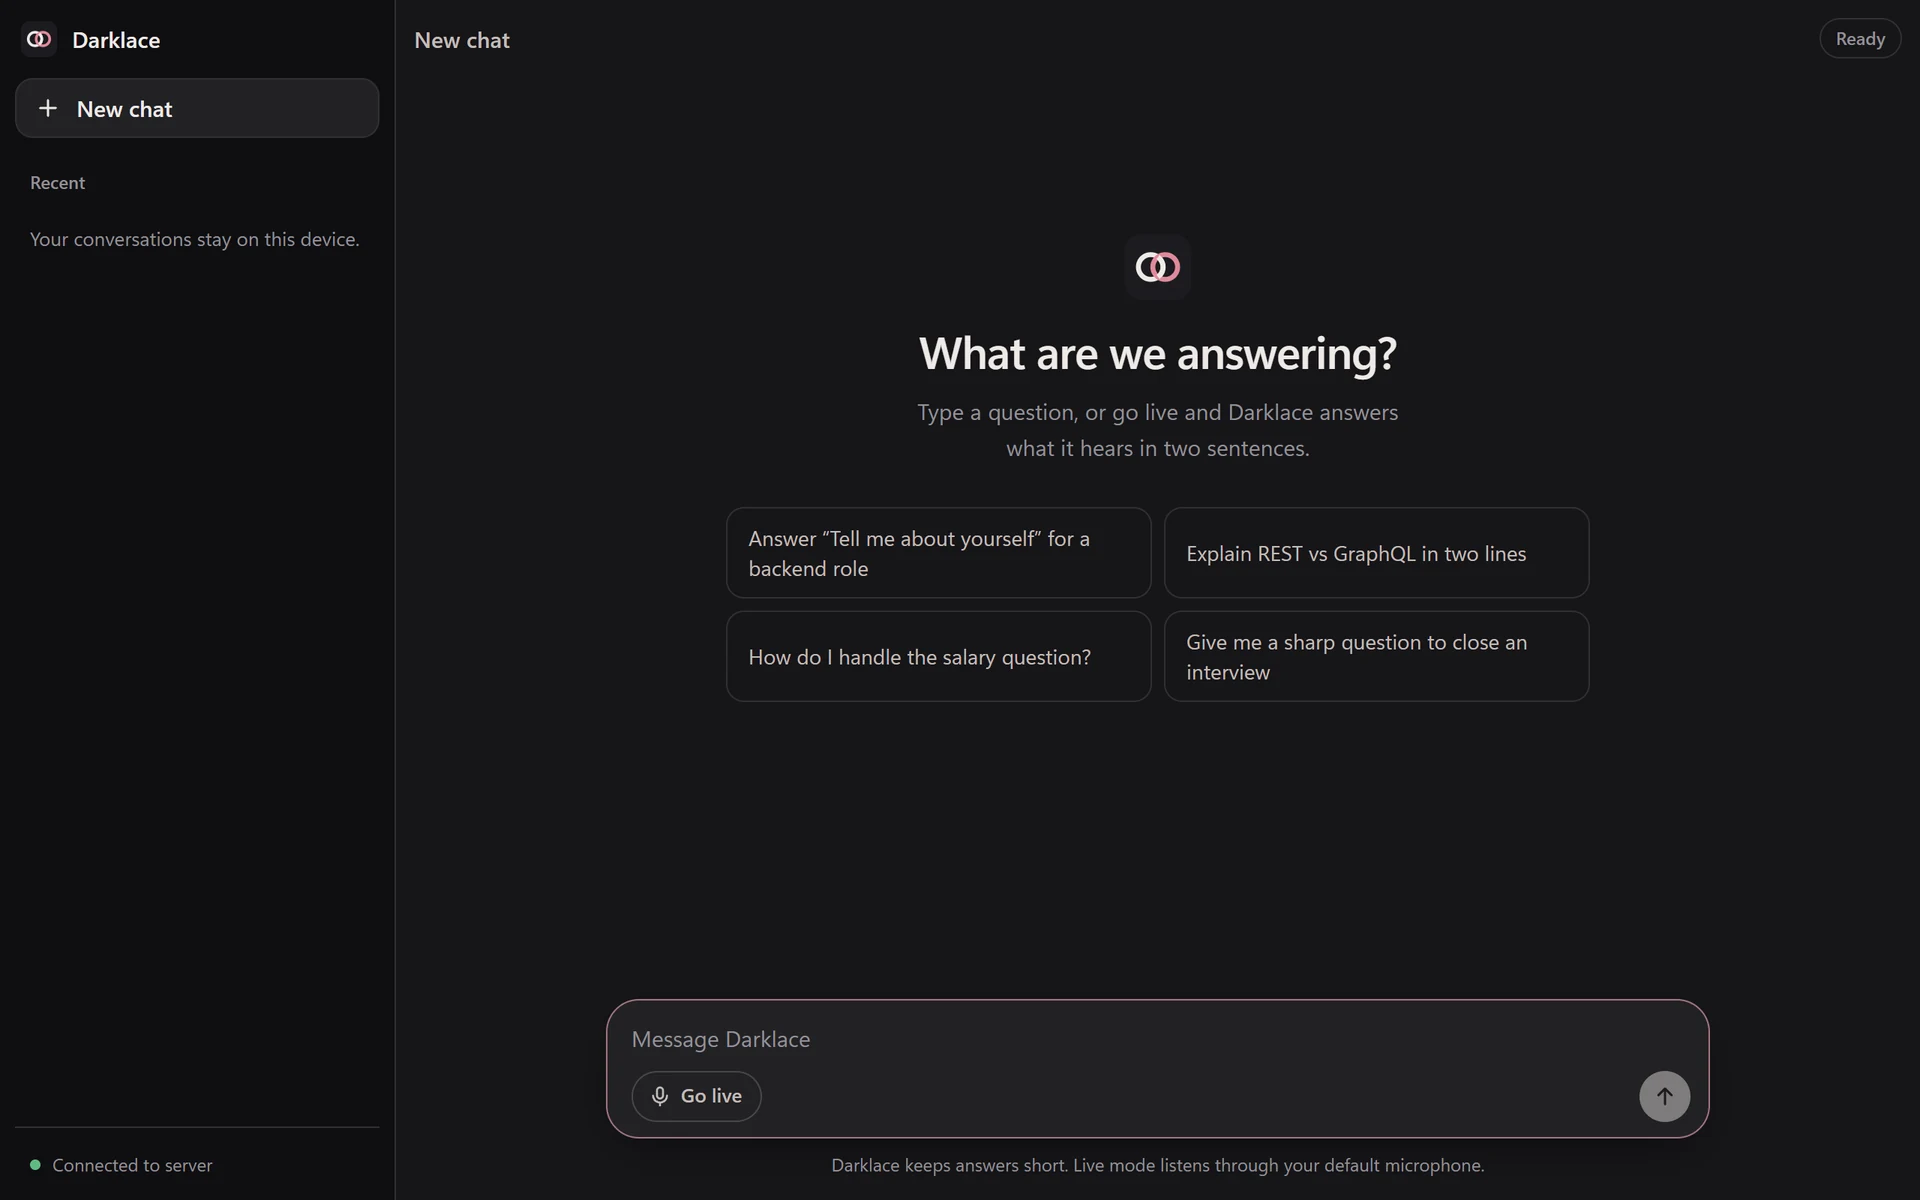 Darklace
New chat
Recent
Your conversations stay on this device.
Connected to server
New chat
Ready
What are we answering?
Type a question, or go live and Darklace answers
what it hears in two sentences.
Answer “Tell me about yourself” for a
backend role
Explain REST vs GraphQL in two lines
How do I handle the salary question?
Give me a sharp question to close an
interview
Message Darklace
Go live
Darklace keeps answers short. Live mode listens through your default microphone.